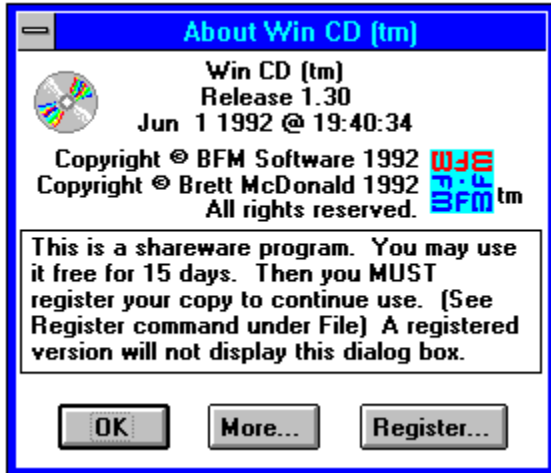 About Win CD (tm)
Win CD (tm)
Release 1.30
Jun  1 1992 @ 19:40:34
Copyright © BFM Software 1992
Copyright © Brett McDonald 1992
All rights reserved.
BFM tm
This is a shareware program.  You may use
it free for 15 days.  Then you MUST
register your copy to continue use.  (See
Register command under File)  A registered
version will not display this dialog box.
OK
More...
Register...